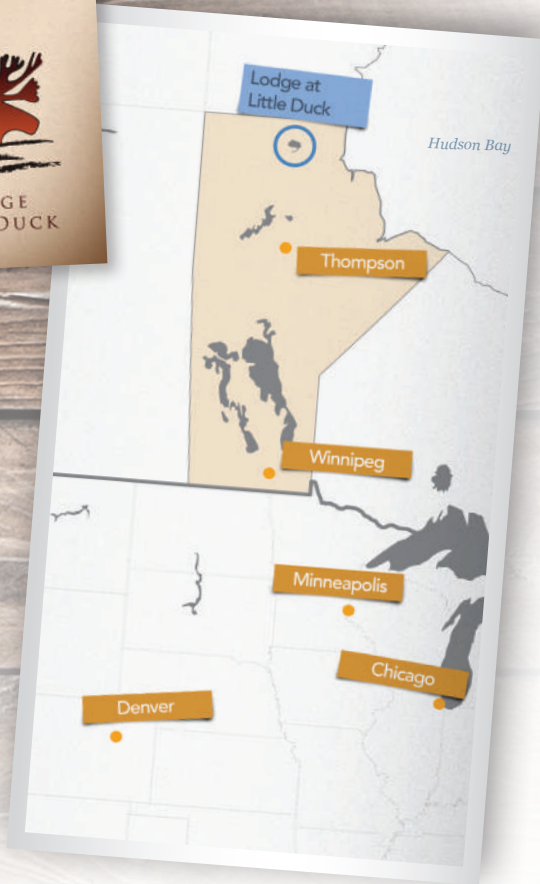 GE
DUCK
Lodge at
Little Duck
Hudson Bay
Thompson
Winnipeg
Minneapolis
Chicago
Denver